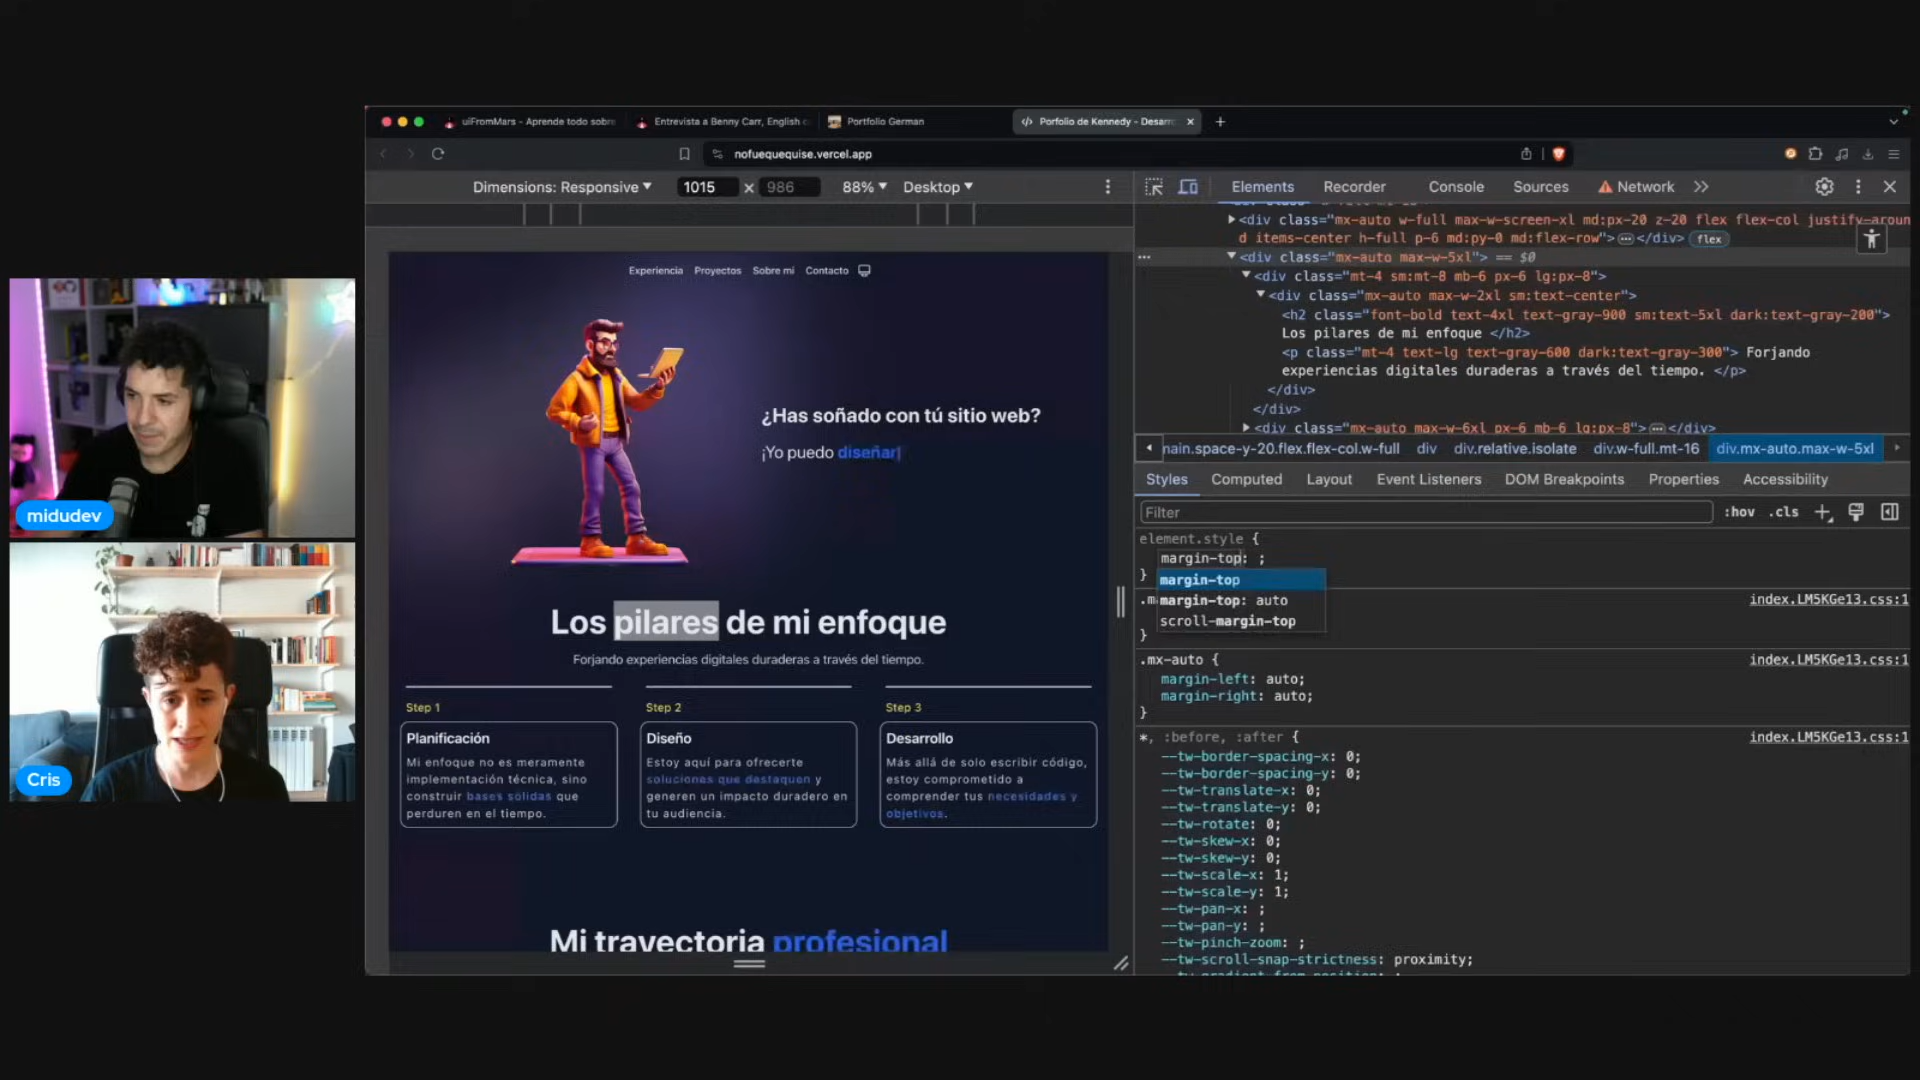 uiFromMars - Aprende todo sobre
Entrevista a Benny Carr, English c
Portfolio German
Porfolio de Kennedy - Desarr
nofuequequise.vercel.app
Dimensions: Responsive
1015
×
986
88%
Desktop
Elements
Recorder
Console
Sources
Network
<div class="mx-auto w-full max-w-screen-xl md:px-20 z-20 flex flex-col justify-aroun
d items-center h-full p-6 md:py-0 md:flex-row">⋯</div> flex
<div class="mx-auto max-w-5xl"> == $0
<div class="mt-4 sm:mt-8 mb-6 px-6 lg:px-8">
<div class="mx-auto max-w-2xl sm:text-center">
<h2 class="font-bold text-4xl text-gray-900 sm:text-5xl dark:text-gray-200">
Los pilares de mi enfoque </h2>
<p class="mt-4 text-lg text-gray-600 dark:text-gray-300"> Forjando
experiencias digitales duraderas a través del tiempo. </p>
</div>
</div>
<div class="mx-auto max-w-6xl px-6 mb-6 lg:px-8">⋯</div>
main.space-y-20.flex.flex-col.w-full
div
div.relative.isolate
div.w-full.mt-16
div.mx-auto.max-w-5xl
Styles
Computed
Layout
Event Listeners
DOM Breakpoints
Properties
Accessibility
Filter
:hov
.cls
element.style {
margin-top: ;
}
margin-top
margin-top: auto
scroll-margin-top
.m
index.LM5KGe13.css:1
}
.mx-auto {
index.LM5KGe13.css:1
margin-left: auto;
margin-right: auto;
}
*, :before, :after {
index.LM5KGe13.css:1
--tw-border-spacing-x: 0;
--tw-border-spacing-y: 0;
--tw-translate-x: 0;
--tw-translate-y: 0;
--tw-rotate: 0;
--tw-skew-x: 0;
--tw-skew-y: 0;
--tw-scale-x: 1;
--tw-scale-y: 1;
--tw-pan-x: ;
--tw-pan-y: ;
--tw-pinch-zoom: ;
--tw-scroll-snap-strictness: proximity;
Experiencia
Proyectos
Sobre mi
Contacto
¿Has soñado con tú sitio web?
¡Yo puedo diseñar|
Los pilares de mi enfoque
Forjando experiencias digitales duraderas a través del tiempo.
Step 1
Planificación
Mi enfoque no es meramente
implementación técnica, sino
construir bases sólidas que
perduren en el tiempo.
Step 2
Diseño
Estoy aquí para ofrecerte
soluciones que destaquen y
generen un impacto duradero en
tu audiencia.
Step 3
Desarrollo
Más allá de solo escribir código,
estoy comprometido a
comprender tus necesidades y
objetivos.
Mi trayectoria profesional
midudev
Cris